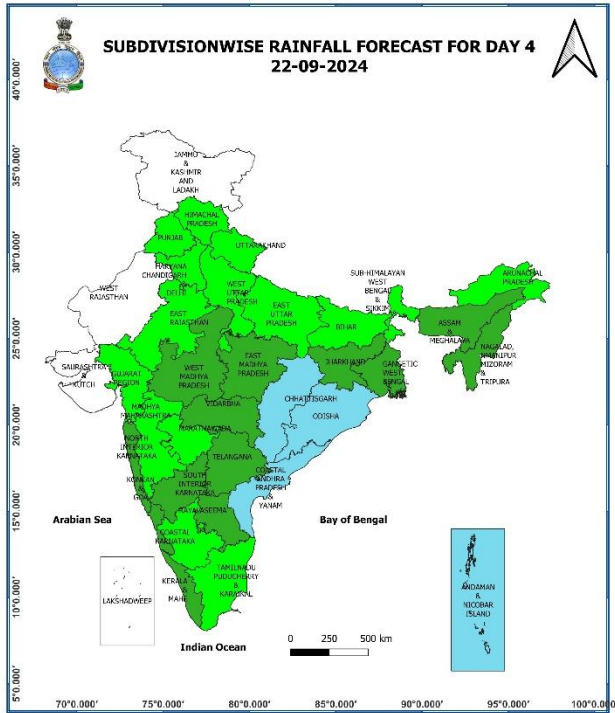 SUBDIVISIONWISE RAINFALL FORECAST FOR DAY 4
22-09-2024
40°0.000'
35°0.000'
30°0.000'
25°0.000'
20°0.000'
15°0.000'
10°0.000'
5°0.000'
JAMMO
&
KASHMIR
AND
LADAKH
HIMACHAL
PRADESH
PUNJAB
UTTARAKHAND
HARYANA
CHANDIGARH
DELHI
WEST
RAJASTHAN
WEST
UTTAR
PRADESH
EAST
UTTAR
PRADESH
SUB-HIMALAYAN
WEST
BENGAL
&
SIKKIM
ARUNACHAL
PRADESH
EAST
RAJASTHAN
BIHAR
ASSAM
&
MEGHALAYA
NAGALAD,
MANIPUR
MIZORAM
&
TRIPURA
SAURASHTRA
&
KUTCH
GUJARAT
REGION
WEST
MADHYA
PRADESH
EAST
MADHYA
PRADESH
JHARKHAND
GANGETIC
WEST
BENGAL
CHHATTISGARH
ODISHA
MADHYA
MAHARASHTRA
VIDARBHA
MARATHAWADA
NORTH
INTERIOR
KARNATAKA
TELANGANA
KONKAN
&
GOA
SOUTH
INTERIOR
KARNATAKA
COASTAL
ANDHRA
PRADESH
&
YANAM
RAYALASEEMA
COASTAL
KARNATAKA
Arabian Sea
Bay of Bengal
LAKSHADWEEP
KERALA
&
MAHE
TAMILNADU
PUDUCHERRY
&
KARAIKAL
ANDAMAN
&
NICOBAR
ISLAND
Indian Ocean
0 250 500 km
70°0.000' 75°0.000' 80°0.000' 85°0.000' 90°0.000' 95°0.000' 100°0.000'